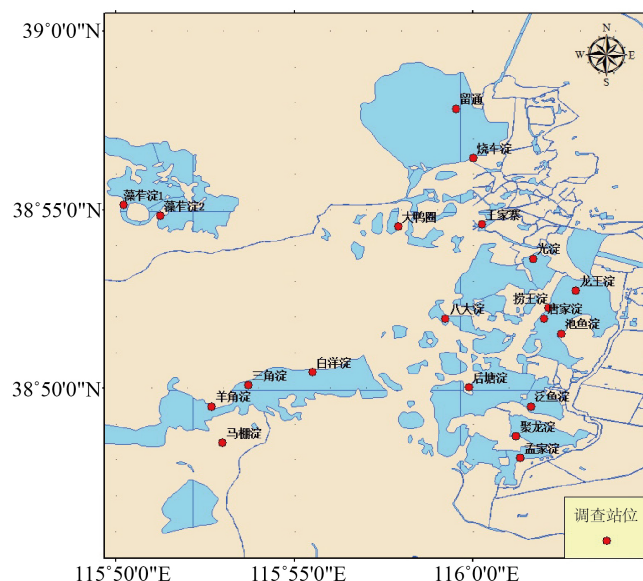 39°0'0"N
N
W
E
S
留通
烧车淀
藻苲淀1
藻苲淀2
38°55'0"N
大鸭圈
王家寨
光淀
龙王淀
捞王淀
唐家淀
八大淀
池鱼淀
白洋淀
三角淀
后塘淀
38°50'0"N
羊角淀
泛鱼淀
马棚淀
聚龙淀
孟家淀
调查站位
115°50'0"E
115°55'0"E
116°0'0"E